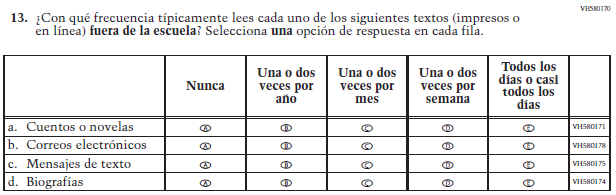 VH580170
13. ¿Con qué frecuencia típicamente lees cada uno de los siguientes textos (impresos o
en línea) fuera de la escuela? Selecciona una opción de respuesta en cada fila.
Nunca
Una o dos
veces por
año
Una o dos
veces por
mes
Una o dos
veces por
semana
Todos los
días o casi
todos los
días
a. Cuentos o novelas A B C D E VH580171
b. Correos electrónicos A B C D E VH580178
c. Mensajes de texto A B C D E VH580175
d. Biografías A B C D E VH580174